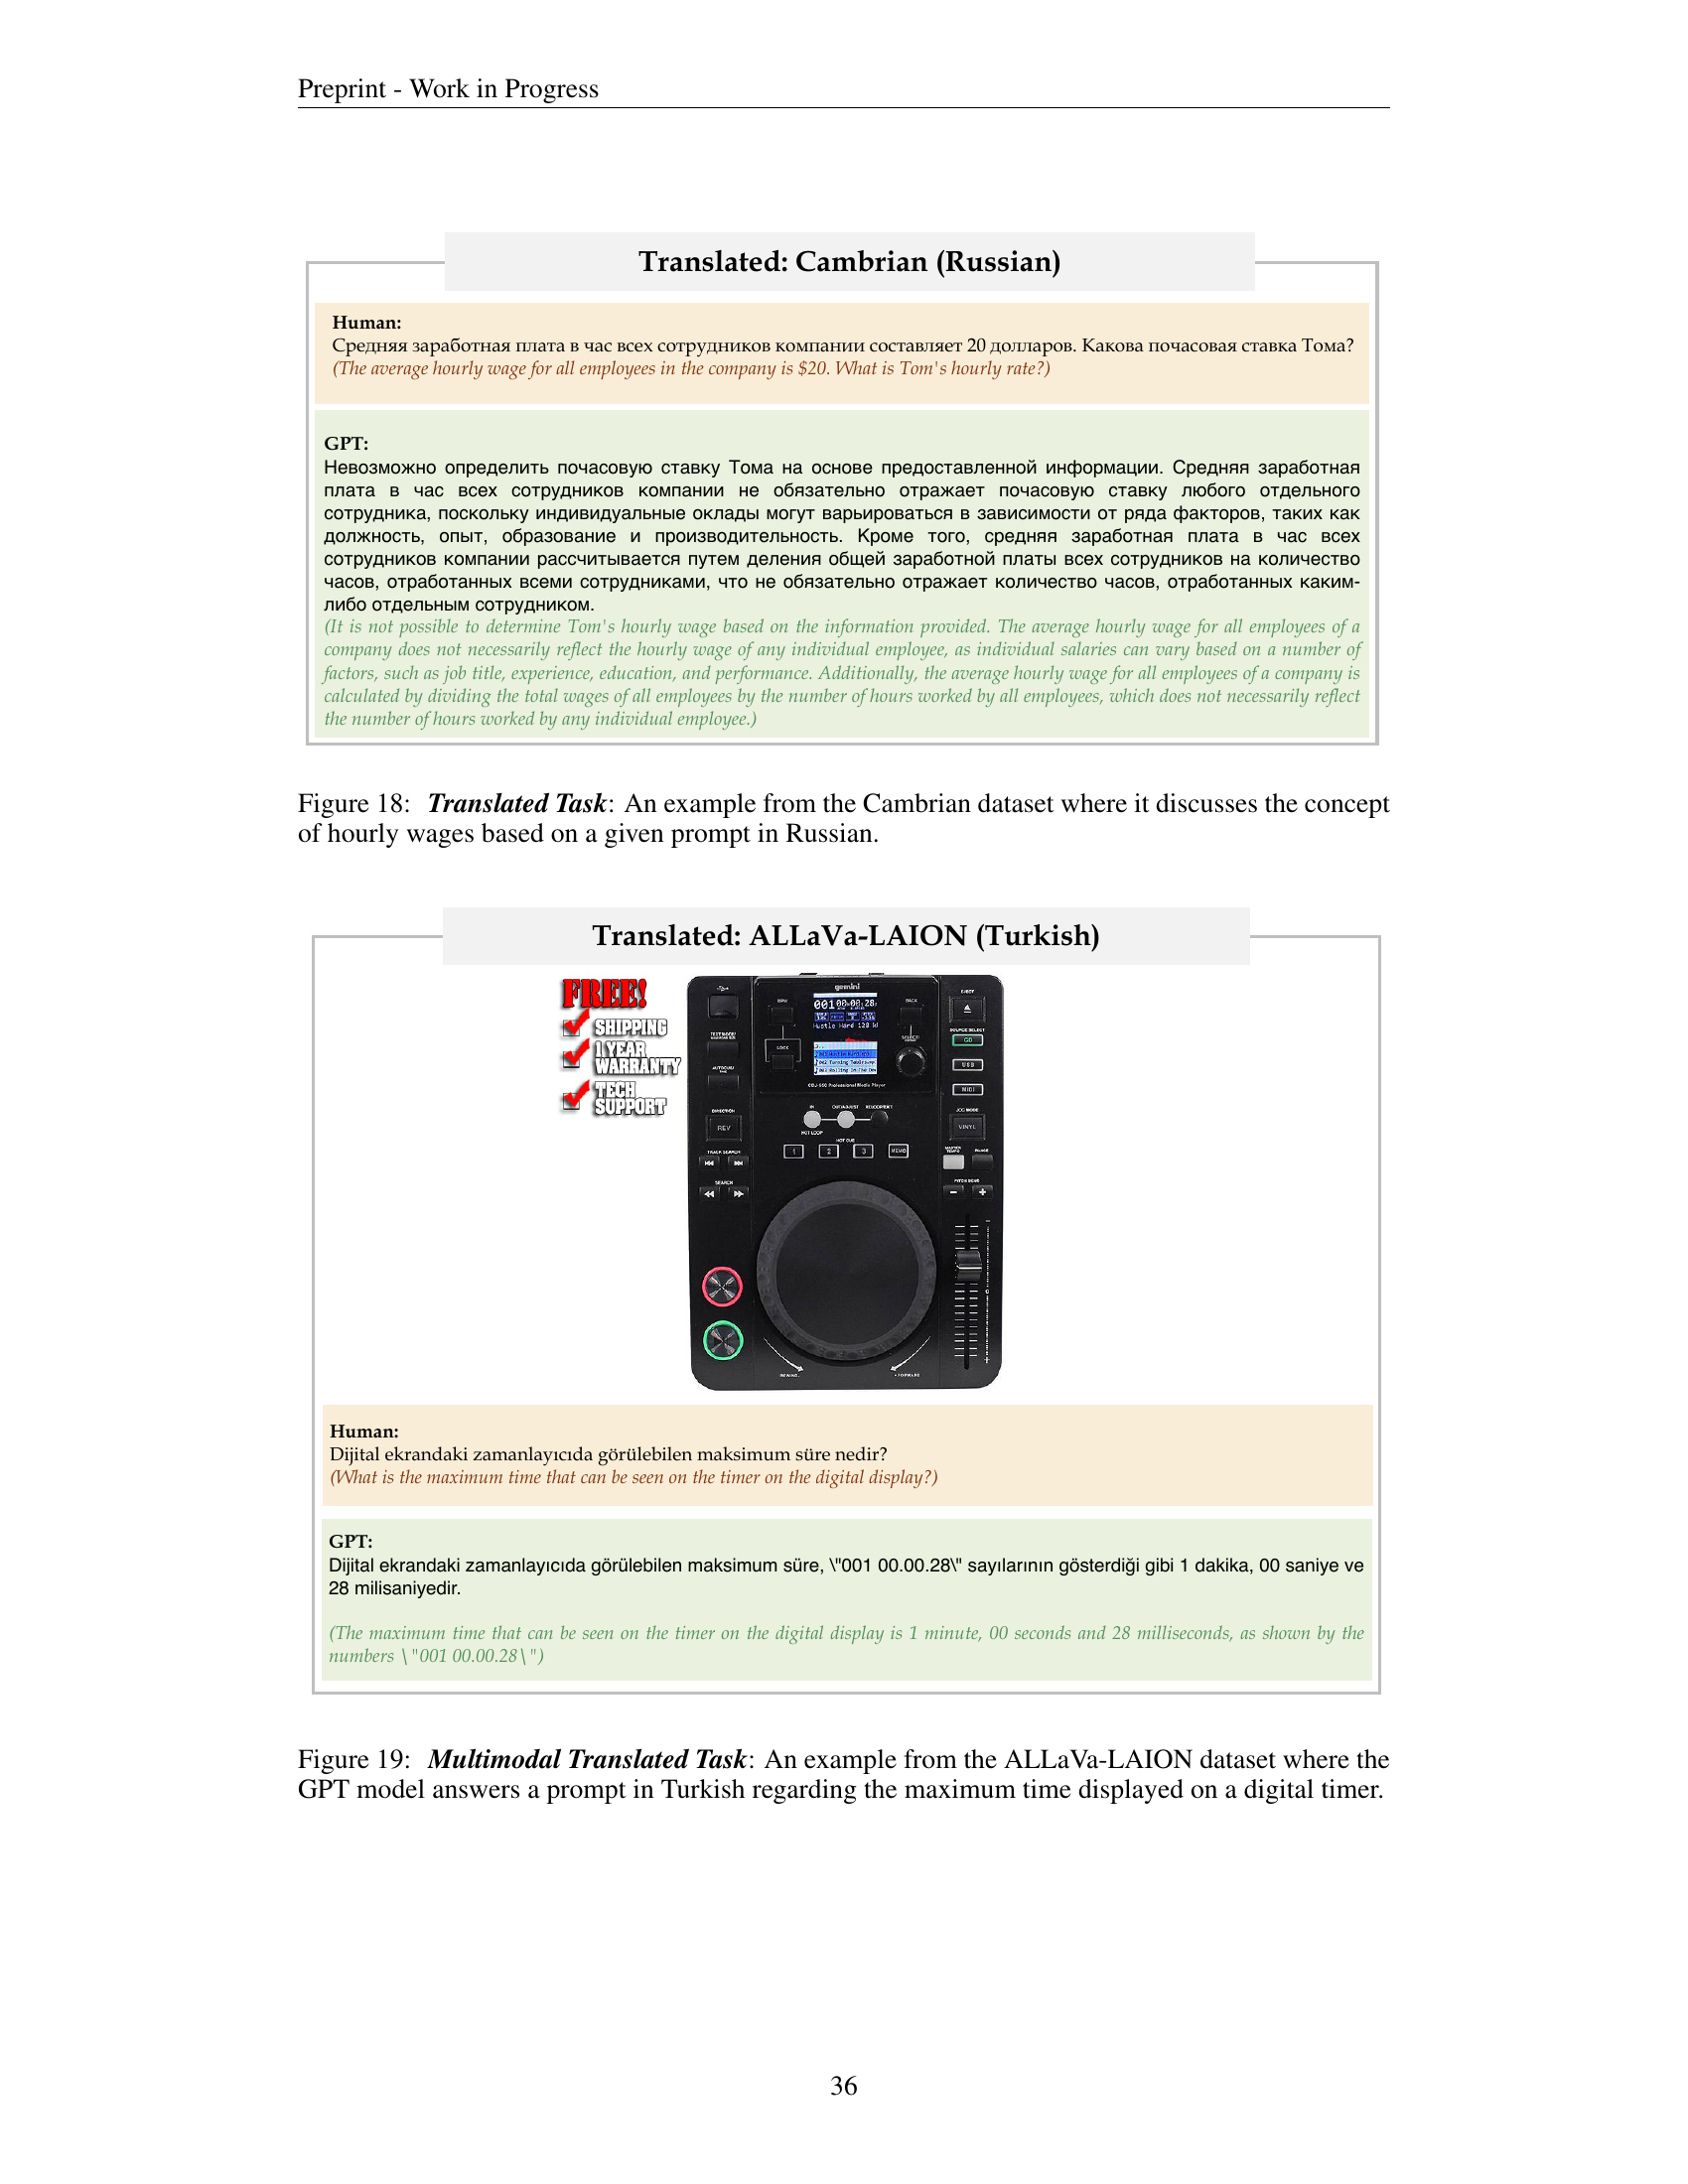 Preprint - Work in Progress
Translated: Cambrian (Russian)
Human:
Средняя заработная плата в час всех сотрудников компании составляет 20 долларов. Какова почасовая ставка Тома?
(The average hourly wage for all employees in the company is $20. What is Tom's hourly rate?)
GPT:
Невозможно определить почасовую ставку Тома на основе предоставленной информации. Средняя заработная
плата в час всех сотрудников компании не обязательно отражает почасовую ставку любого отдельного
сотрудника, поскольку индивидуальные оклады могут варьироваться в зависимости от ряда факторов, таких как
должность, опыт, образование и производительность. Кроме того, средняя заработная плата в час всех
сотрудников компании рассчитывается путем деления общей заработной платы всех сотрудников на количество
часов, отработанных всеми сотрудниками, что не обязательно отражает количество часов, отработанных каким-
либо отдельным сотрудником.
(It is not possible to determine Tom's hourly wage based on the information provided. The average hourly wage for all employees of a
company does not necessarily reflect the hourly wage of any individual employee, as individual salaries can vary based on a number of
factors, such as job title, experience, education, and performance. Additionally, the average hourly wage for all employees of a company is
calculated by dividing the total wages of all employees by the number of hours worked by all employees, which does not necessarily reflect
the number of hours worked by any individual employee.)
Figure 18: Translated Task: An example from the Cambrian dataset where it discusses the concept
of hourly wages based on a given prompt in Russian.
Translated: ALLaVa-LAION (Turkish)
FREE!
SHIPPING
1 YEAR
WARRANTY
TECH
SUPPORT
gemini
001 00.00.28
Hustle Hard 128
CDJ-650 Professional Media Player
EJECT
SOURCE SELECT
CD
USB
MIDI
JOG MODE
VINYL
LOCK
DIRECTION
REV
TRACK SEARCH
SEARCH
IN
HOT LOOP
HOT CUE
1 2 3 MEMO
PITCH BEND
- +
Human:
Dijital ekrandaki zamanlayıcıda görülebilen maksimum süre nedir?
(What is the maximum time that can be seen on the timer on the digital display?)
GPT:
Dijital ekrandaki zamanlayıcıda görülebilen maksimum süre, \"001 00.00.28\" sayılarının gösterdiği gibi 1 dakika, 00 saniye ve
28 milisaniyedir.
(The maximum time that can be seen on the timer on the digital display is 1 minute, 00 seconds and 28 milliseconds, as shown by the
numbers \"001 00.00.28\")
Figure 19: Multimodal Translated Task: An example from the ALLaVa-LAION dataset where the
GPT model answers a prompt in Turkish regarding the maximum time displayed on a digital timer.
36